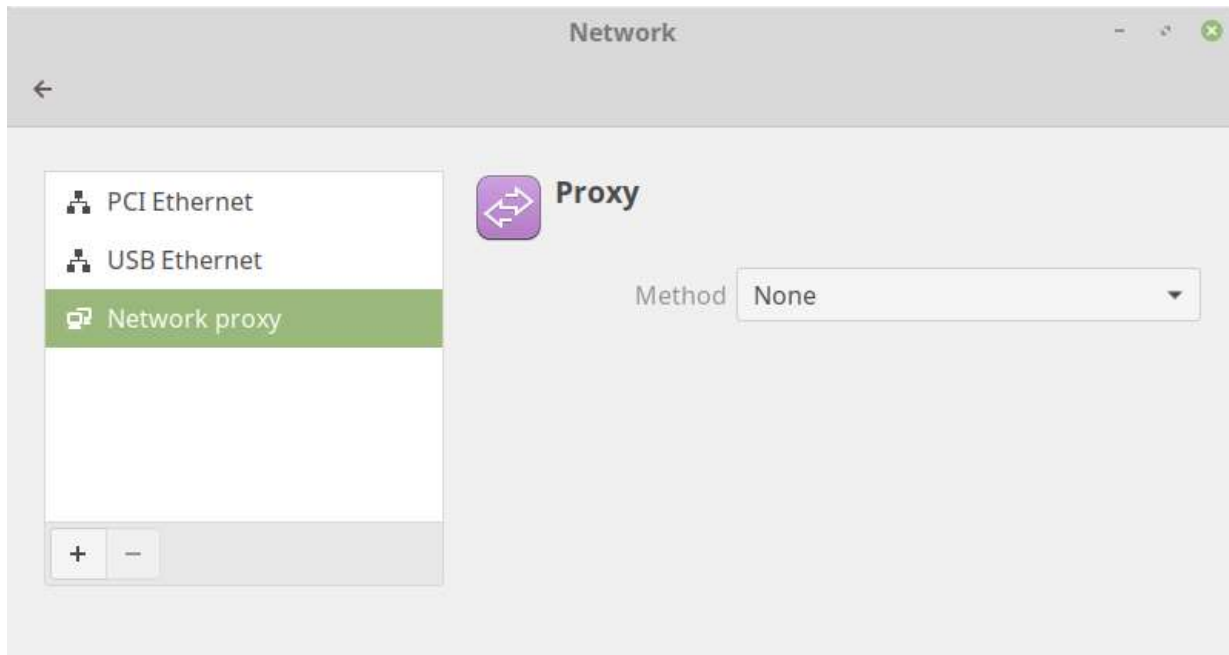 Network
PCI Ethernet
USB Ethernet
Network proxy
Proxy
Method None